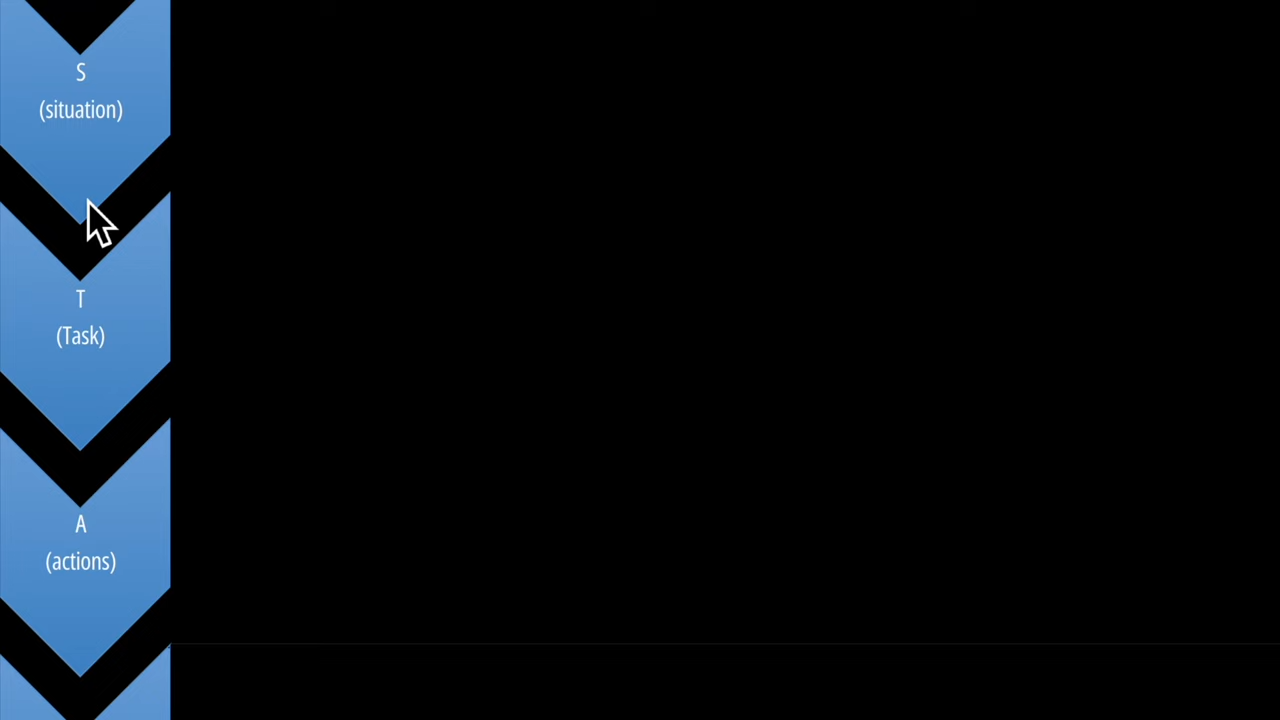 S
(situation)
T
(Task)
A
(actions)